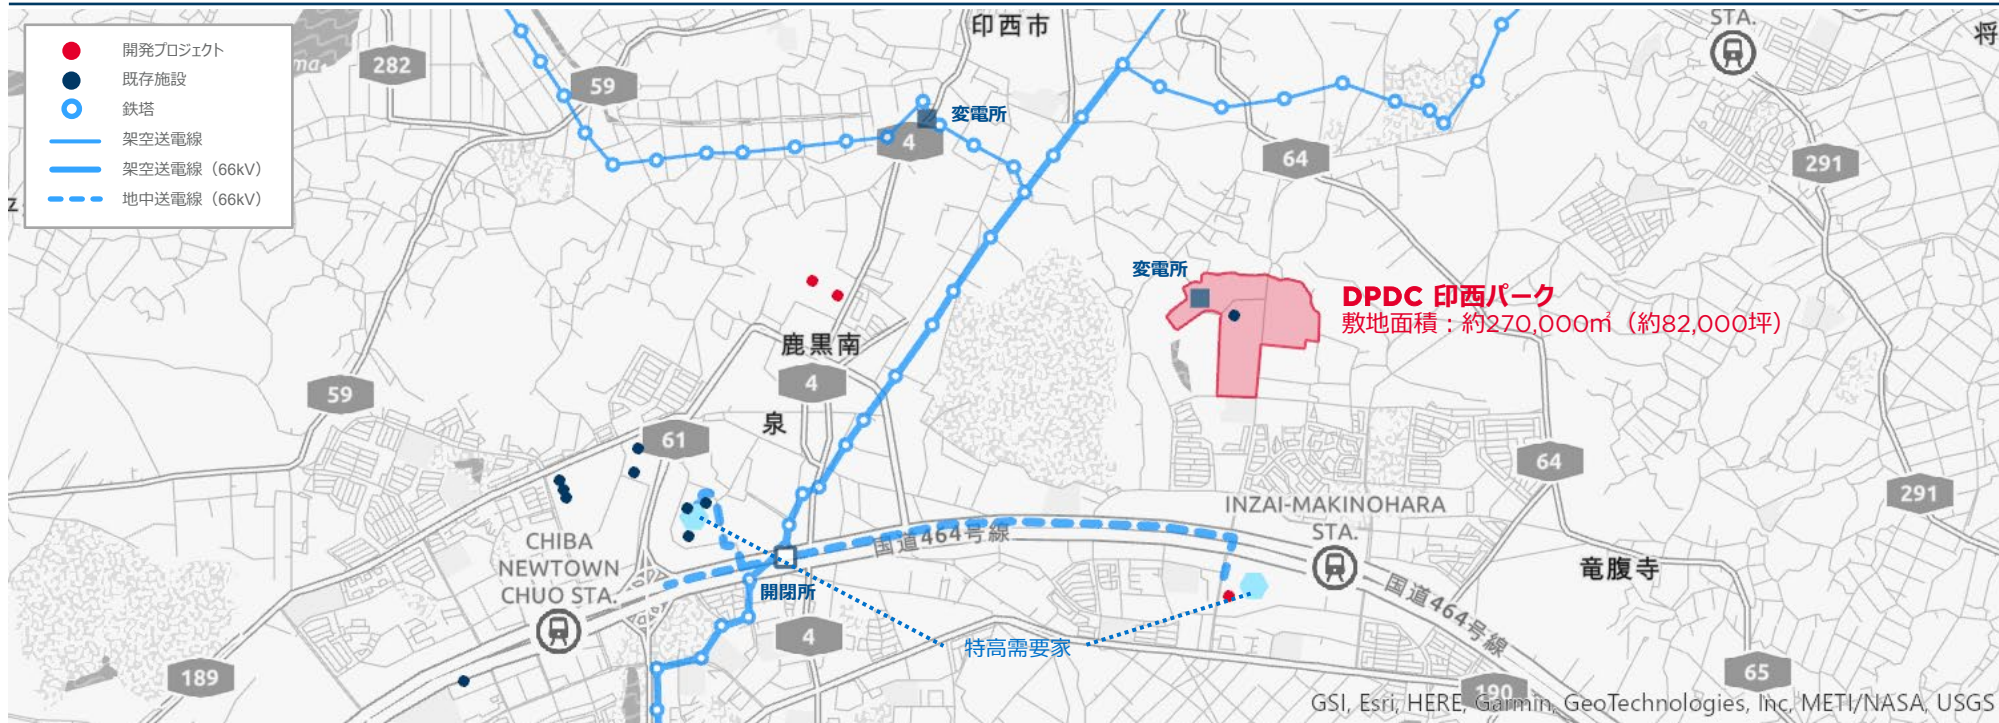 開発プロジェクト
既存施設
鉄塔
架空送電線
架空送電線（66kV）
地中送電線（66kV）
282
59
印西市
変電所
4
64
STA.
将
291
変電所
DPDC 印西パーク
敷地面積：約270,000㎡（約82,000坪）
鹿黒南
4
59
泉
61
64
291
INZAI-MAKINOHARA
STA.
CHIBA
NEWTOWN
CHUO STA.
国道464号線
開閉所
竜腹寺
国道464号線
特高需要家
4
189
65
190
GSI, Esri, HERE, Garmin, GeoTechnologies, Inc, METI/NASA, USGS